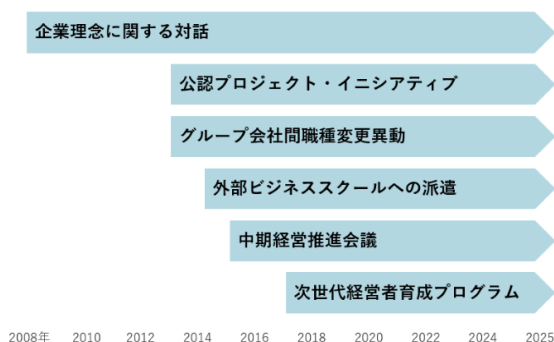 企業理念に関する対話
公認プロジェクト・イニシアティブ
グループ会社間職種変更異動
外部ビジネススクールへの派遣
中期経営推進会議
次世代経営者育成プログラム
2008年 2010 2012 2014 2016 2018 2020 2022 2024 2025